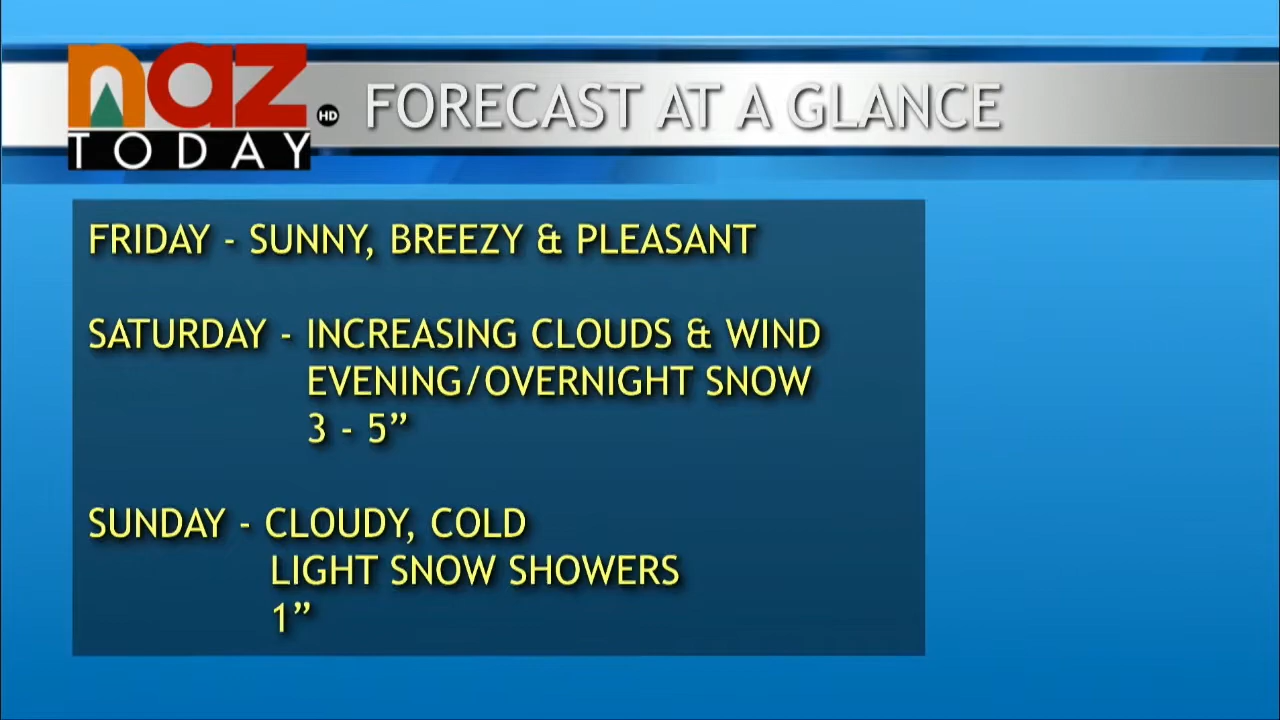 naz
TODAY
HD
FORECAST AT A GLANCE
FRIDAY - SUNNY, BREEZY & PLEASANT
SATURDAY - INCREASING CLOUDS & WIND
EVENING/OVERNIGHT SNOW
3 - 5”
SUNDAY - CLOUDY, COLD
LIGHT SNOW SHOWERS
1”